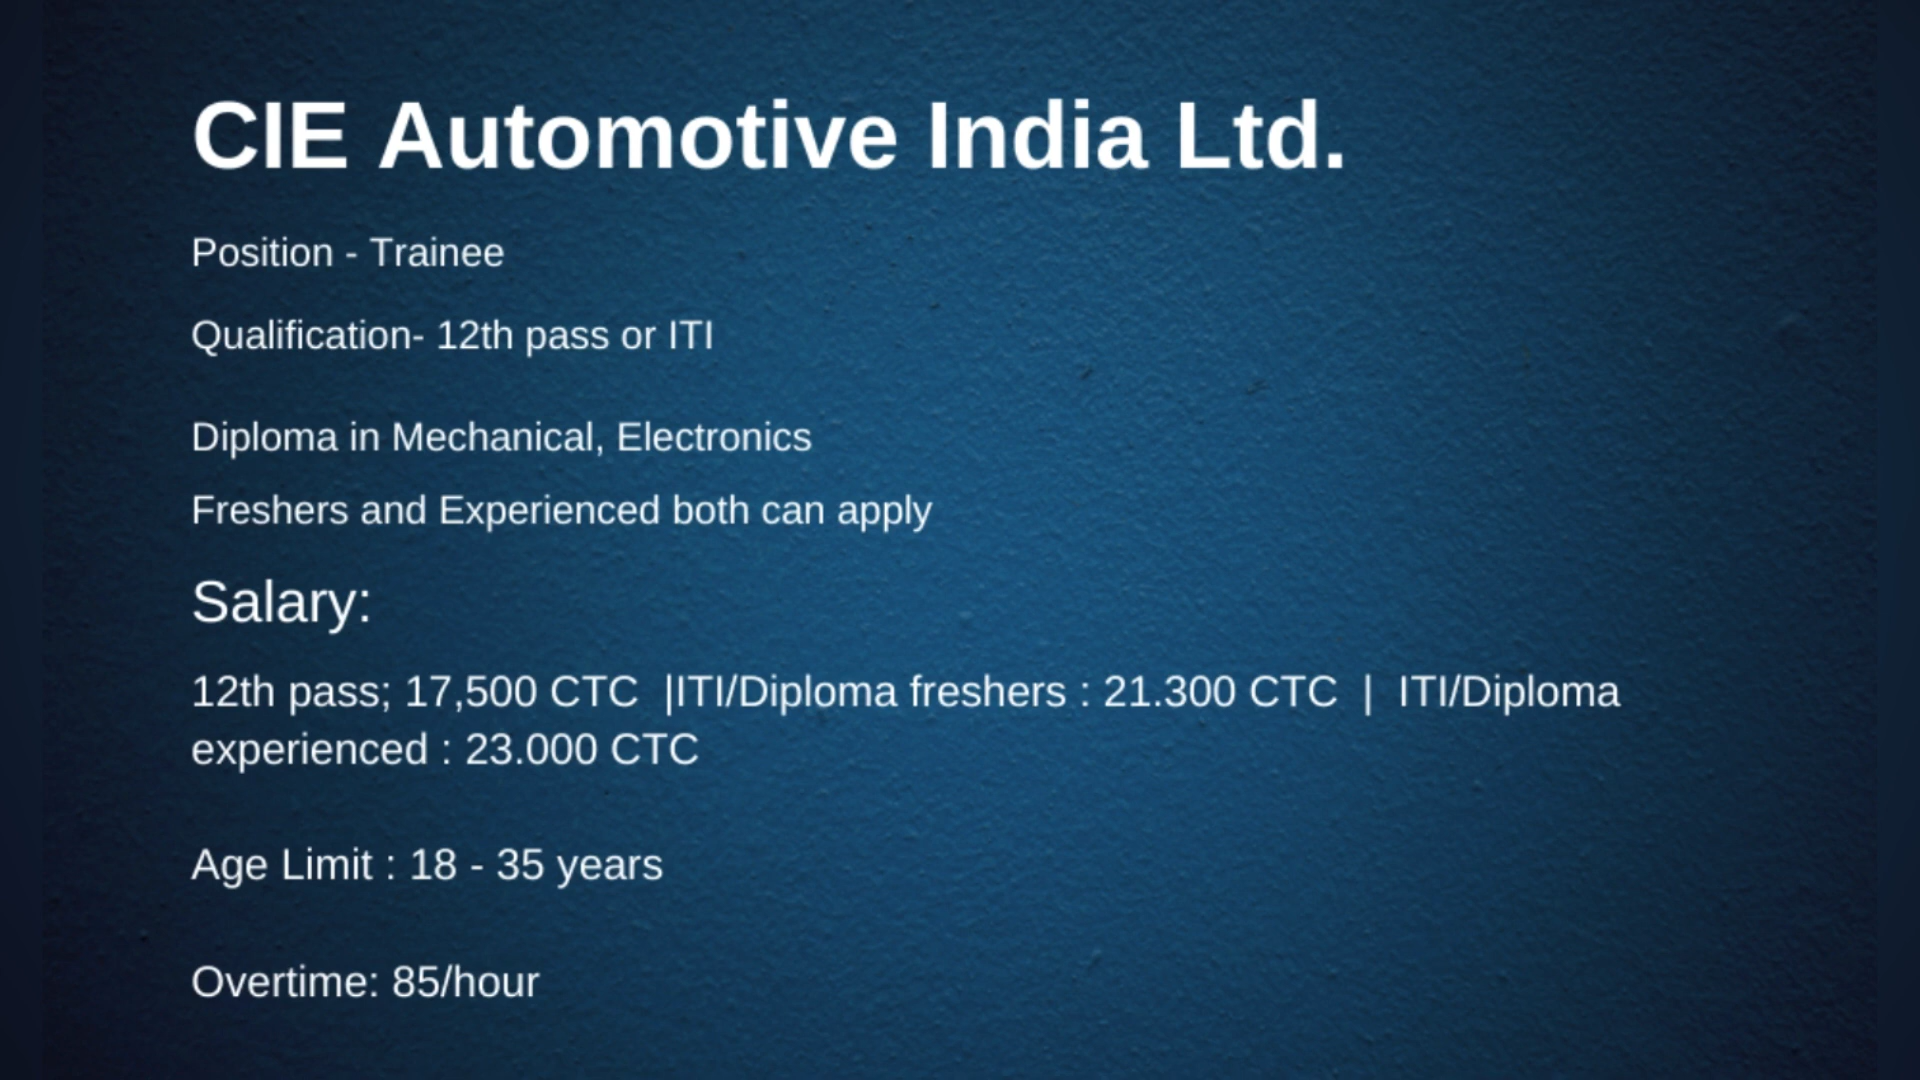 CIE Automotive India Ltd.
Position - Trainee
Qualification- 12th pass or ITI
Diploma in Mechanical, Electronics
Freshers and Experienced both can apply
Salary:
12th pass; 17,500 CTC  |ITI/Diploma freshers : 21.300 CTC  |  ITI/Diploma
experienced : 23.000 CTC
Age Limit : 18 - 35 years
Overtime: 85/hour